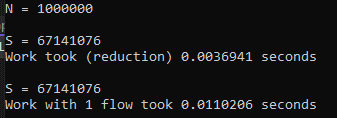 N = 1000000
S = 67141076
Work took (reduction) 0.0036941 seconds
S = 67141076
Work with 1 flow took 0.0110206 seconds